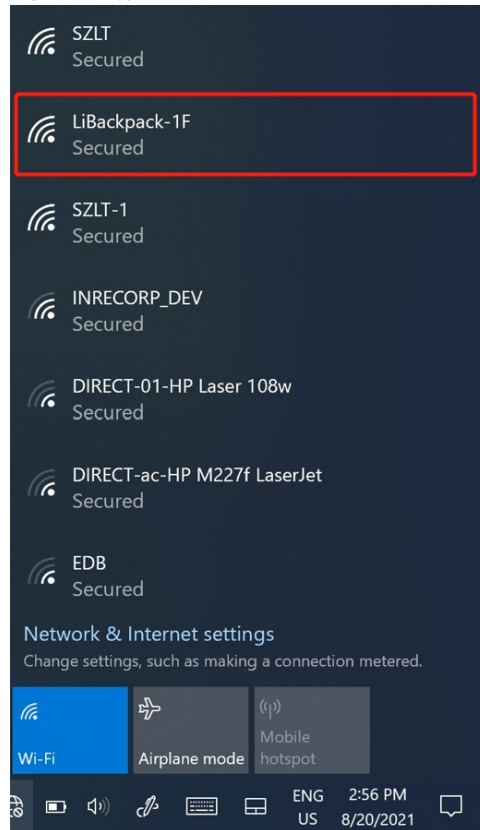 SZLT
Secured
LiBackpack-1F
Secured
SZLT-1
Secured
INRECORP_DEV
Secured
DIRECT-01-HP Laser 108w
Secured
DIRECT-ac-HP M227f LaserJet
Secured
EDB
Secured
Network & Internet settings
Change settings, such as making a connection metered.
Wi-Fi
Airplane mode
Mobile
hotspot
ENG
US
2:56 PM
8/20/2021